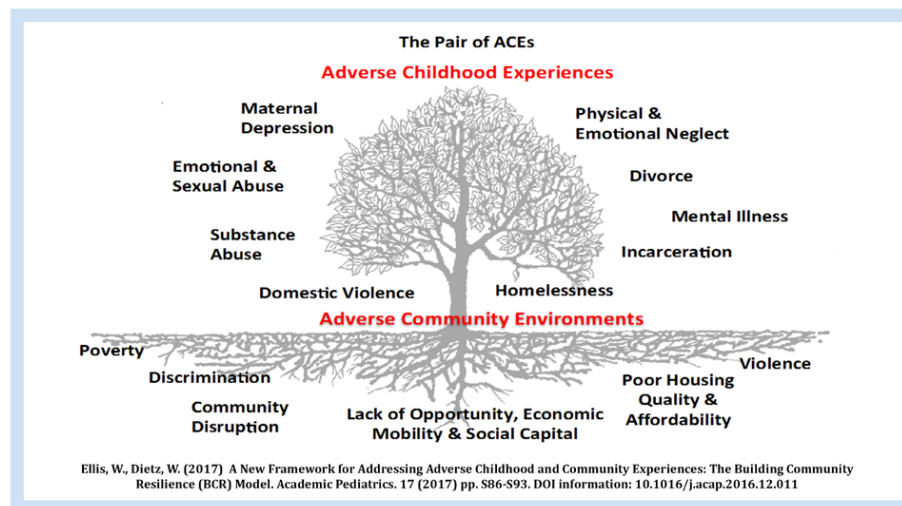 The Pair of ACEs
Adverse Childhood Experiences
Maternal
Depression
Physical &
Emotional Neglect
Emotional &
Sexual Abuse
Divorce
Mental Illness
Substance
Abuse
Incarceration
Domestic Violence
Homelessness
Adverse Community Environments
Poverty
Violence
Discrimination
Poor Housing
Quality &
Affordability
Community
Disruption
Lack of Opportunity, Economic
Mobility & Social Capital
Ellis, W., Dietz, W. (2017) A New Framework for Addressing Adverse Childhood and Community Experiences: The Building Community
Resilience (BCR) Model. Academic Pediatrics. 17 (2017) pp. S86-S93. DOI information: 10.1016/j.acap.2016.12.011